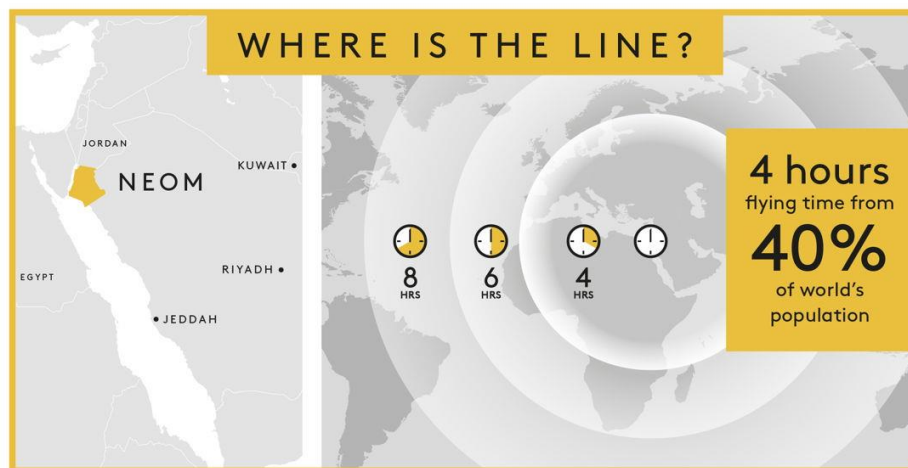 WHERE IS THE LINE?
JORDAN
NEOM
KUWAIT
EGYPT
RIYADH
JEDDAH
8
HRS
6
HRS
4
HRS
4 hours
flying time from
40%
of world's
population